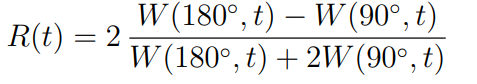 R(t) = 2 \frac{W(180°, t) − W(90°, t)}{W(180°, t) + 2W(90°, t)}